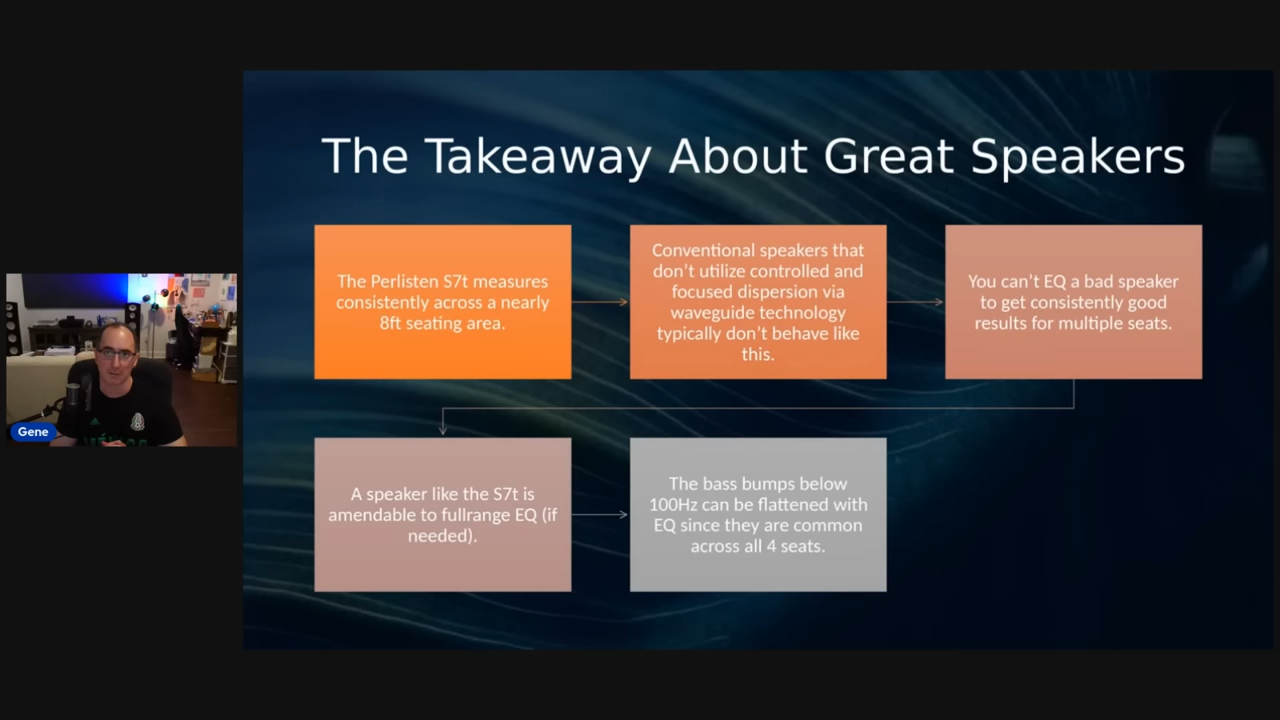 The Takeaway About Great Speakers
The Perlisten S7t measures
consistently across a nearly
8ft seating area.
Conventional speakers that
don’t utilize controlled and
focused dispersion via
waveguide technology
typically don’t behave like
this.
You can’t EQ a bad speaker
to get consistently good
results for multiple seats.
A speaker like the S7t is
amendable to fullrange EQ (if
needed).
The bass bumps below
100Hz can be flattened with
EQ since they are common
across all 4 seats.
Gene